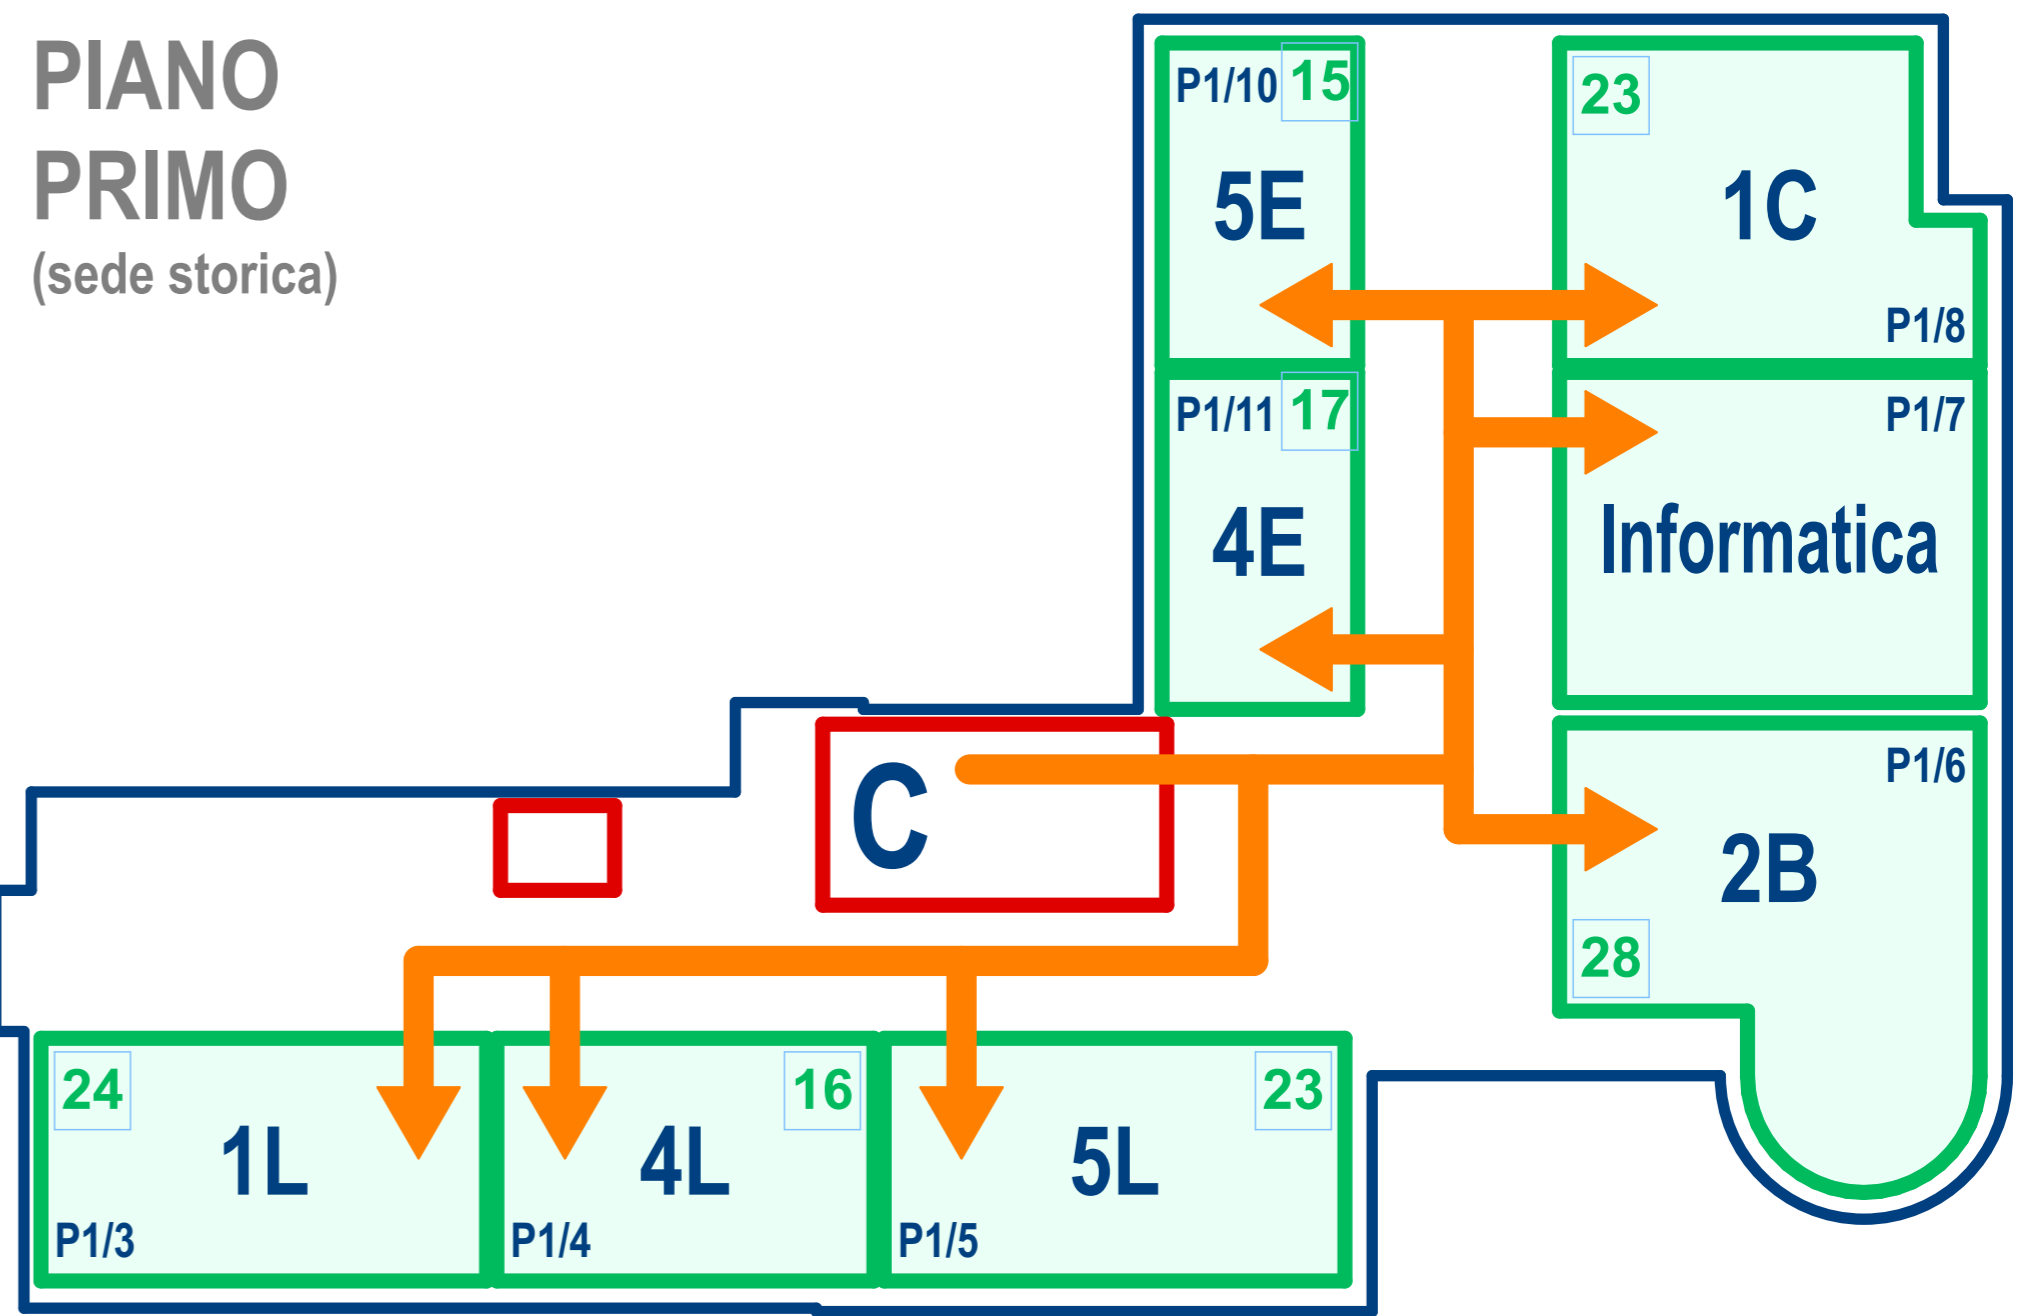 PIANO
PRIMO
(sede storica)
P1/10 15
5E
23
1C
P1/8
P1/11 17
4E
P1/7
Informatica
C
P1/6
2B
28
24
1L
P1/3
16
4L
P1/4
23
5L
P1/5